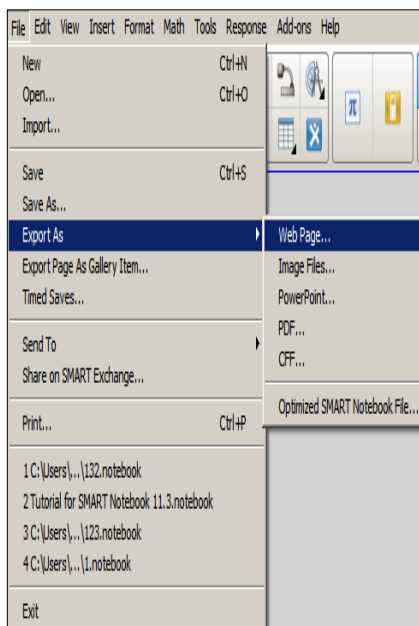 File Edit View Insert Format Math Tools Response Add-ons Help
New Ctrl+N
Open... Ctrl+O
Import...
π
Save Ctrl+S
Save As...
Export As
Export Page As Gallery Item...
Timed Saves...
Send To
Share on SMART Exchange...
Print... Ctrl+P
1 C:\Users\...\132.notebook
2 Tutorial for SMART Notebook 11.3.notebook
3 C:\Users\...\123.notebook
4 C:\Users\...\1.notebook
Exit
Web Page...
Image Files...
PowerPoint...
PDF...
CFF...
Optimized SMART Notebook File...